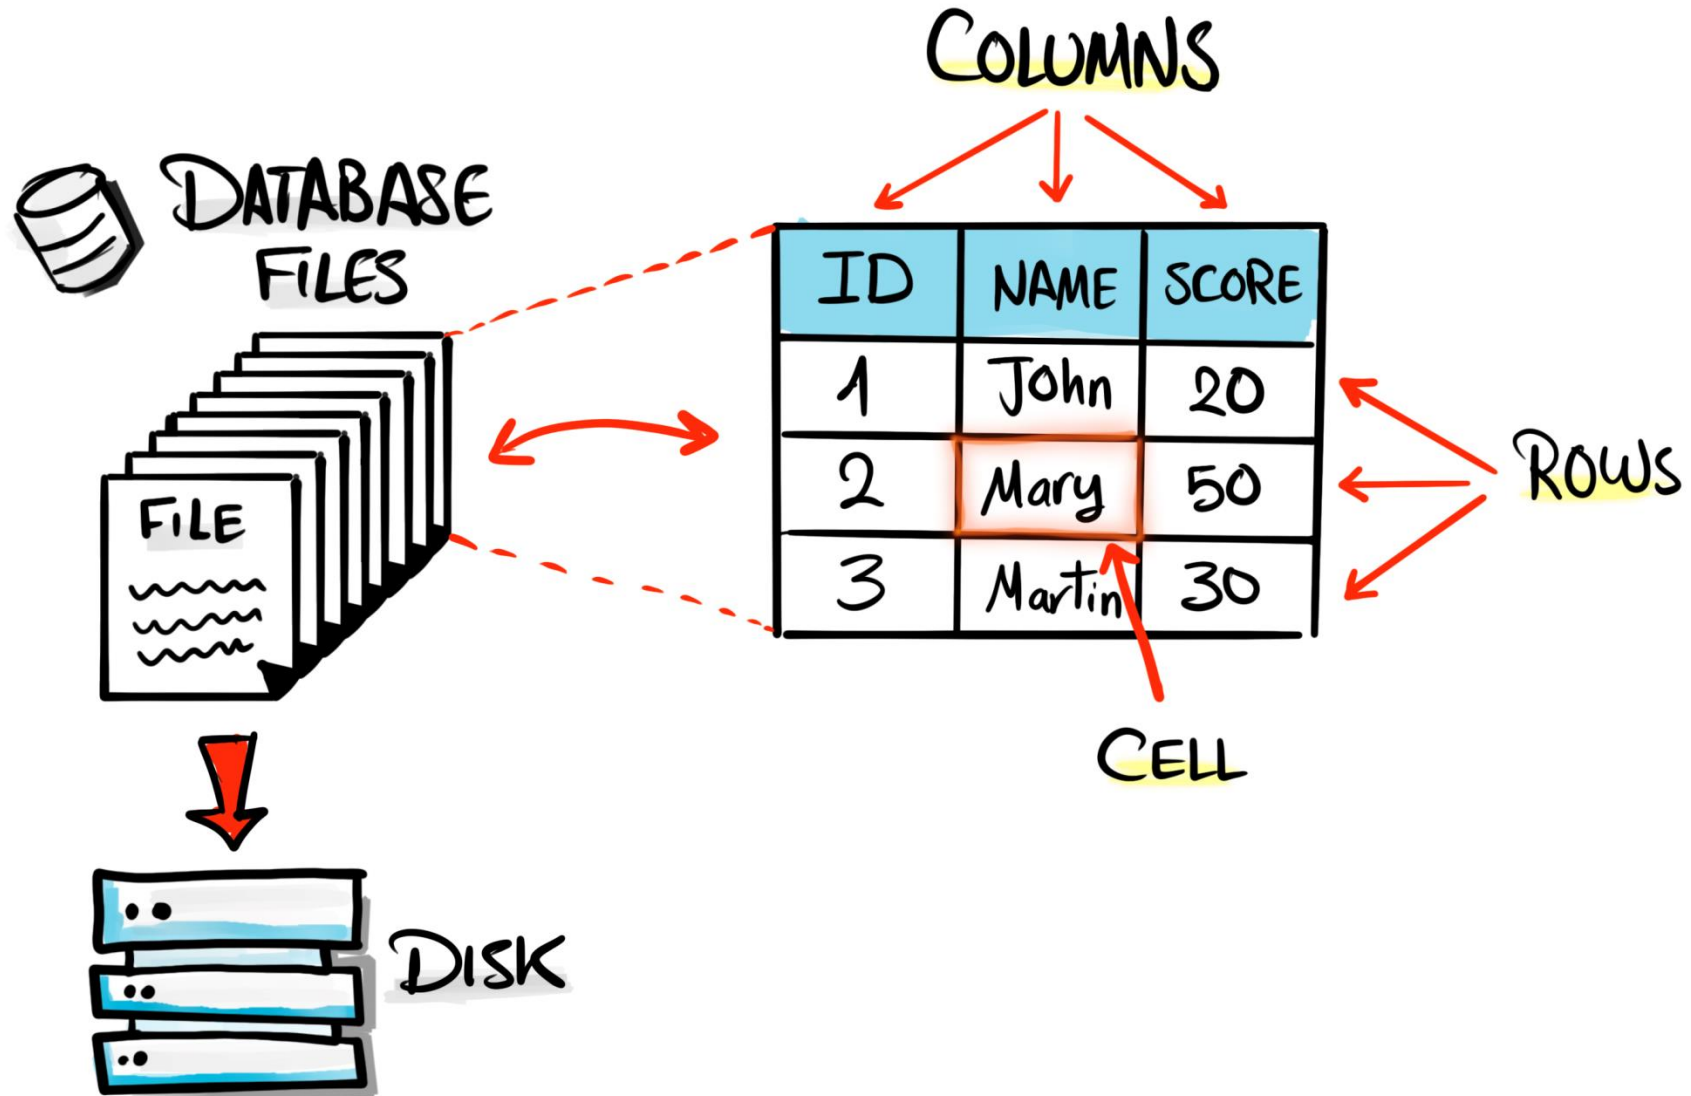 COLUMNS
DATABASE
FILES
ID NAME SCORE
1 John 20
2 Mary 50
3 Martin 30
ROWS
FILE
CELL
DISK